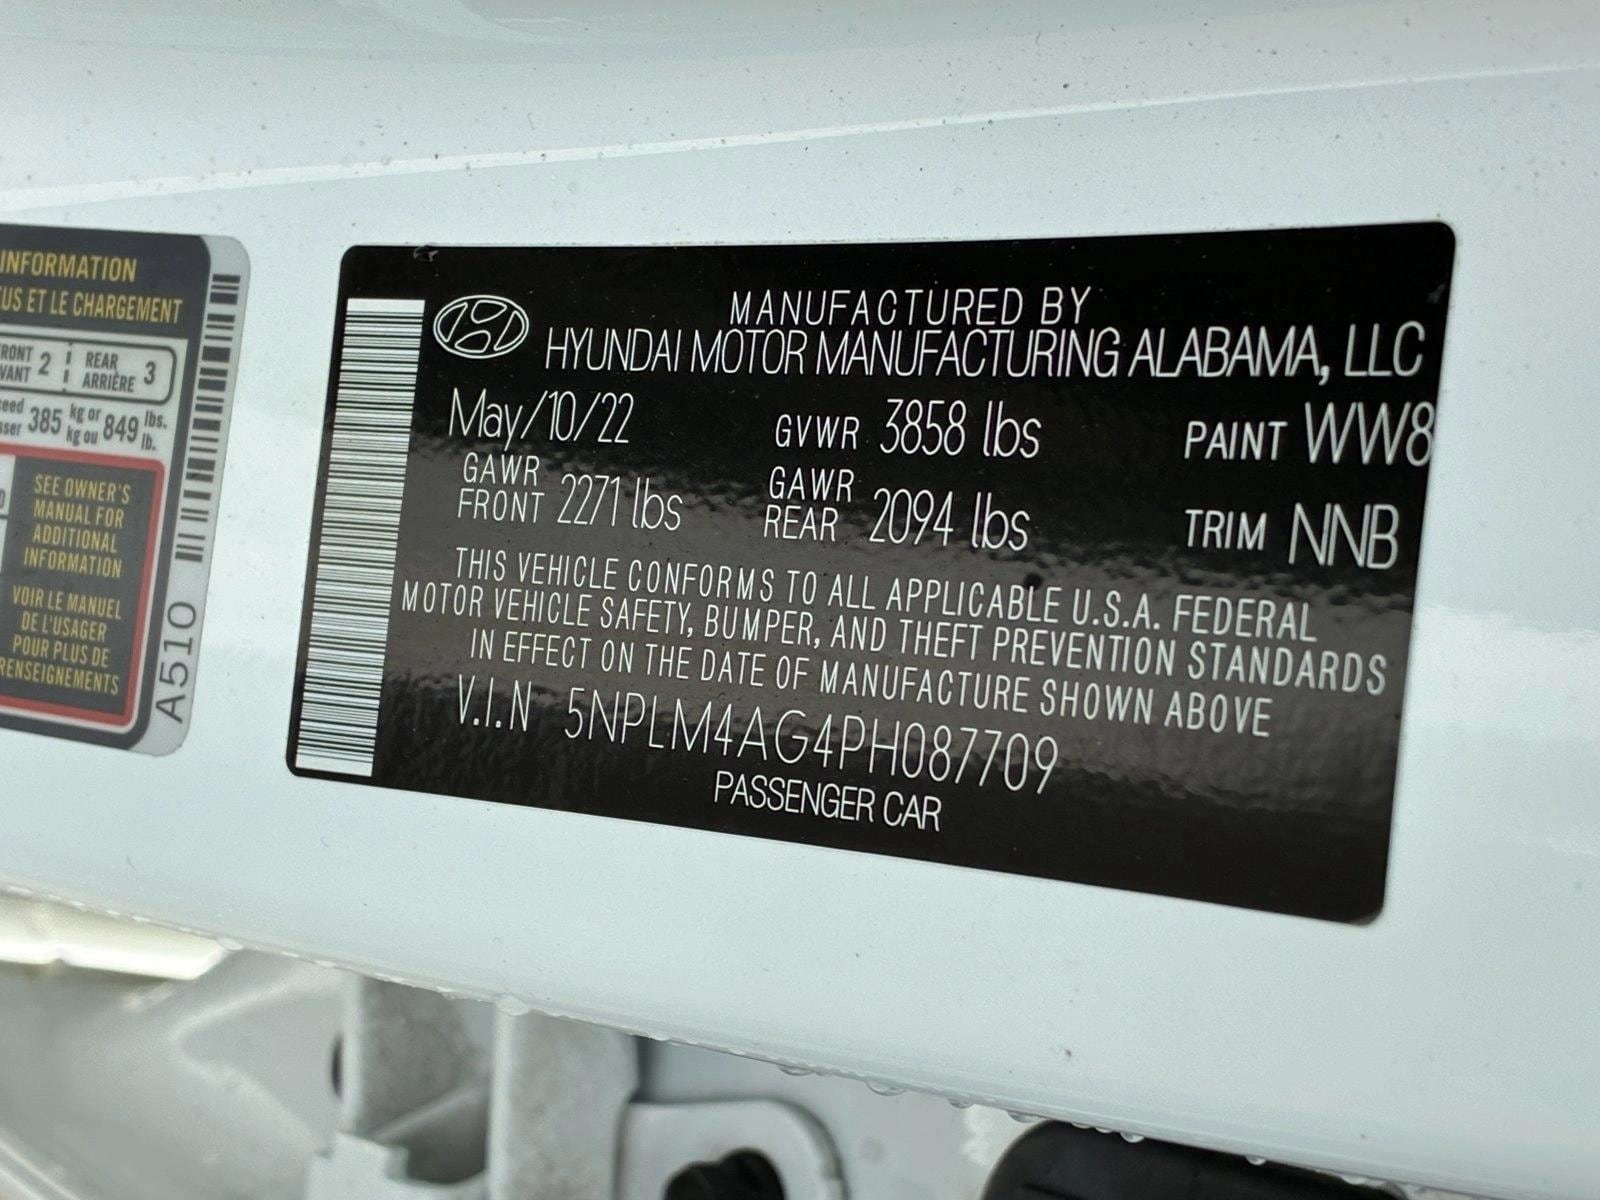 INFORMATION
US ET LE CHARGEMENT
2 REAR
ARRIÈRE 3
385 kg or 849 lbs.
kg ou lb.
SEE OWNER'S
MANUAL FOR
ADDITIONAL
INFORMATION
VOIR LE MANUEL
DE L'USAGER
POUR PLUS DE
RENSEIGNEMENTS
A510
MANUFACTURED BY
HYUNDAI MOTOR MANUFACTURING ALABAMA, LLC
May/10/22 GVWR 3858 lbs PAINT WW8
GAWR FRONT 2271 lbs GAWR REAR 2094 lbs TRIM NNB
THIS VEHICLE CONFORMS TO ALL APPLICABLE U.S.A. FEDERAL
MOTOR VEHICLE SAFETY, BUMPER, AND THEFT PREVENTION STANDARDS
IN EFFECT ON THE DATE OF MANUFACTURE SHOWN ABOVE
V.I.N 5NPLM4AG4PH087709
PASSENGER CAR